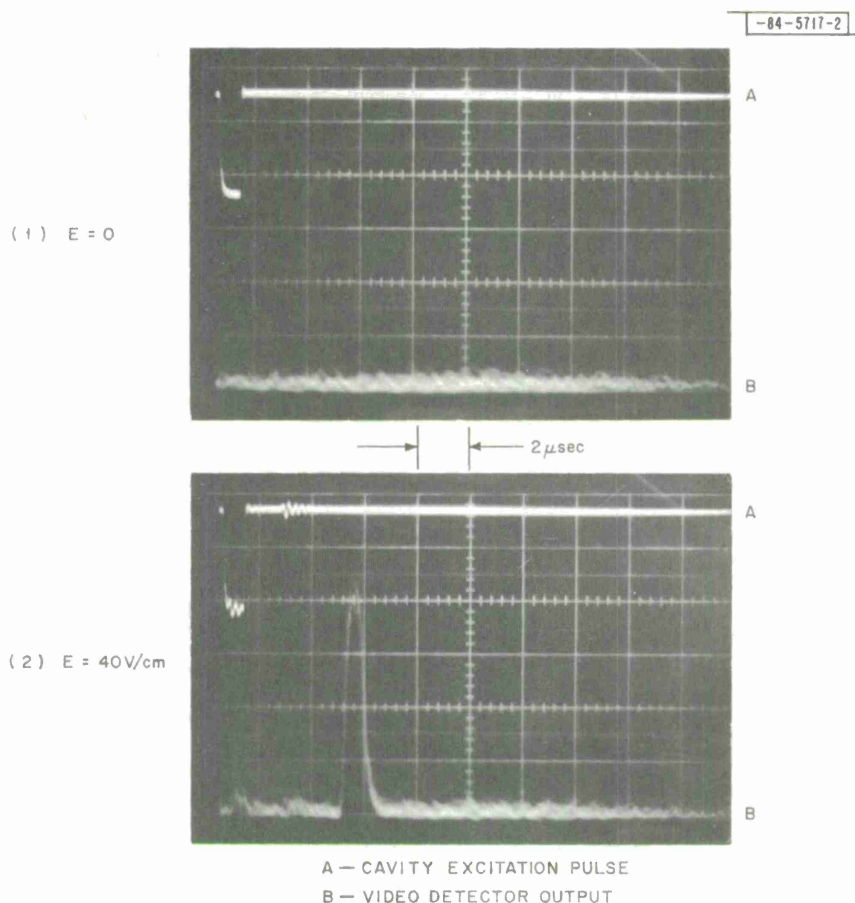 -84-5717-2
A
(1) E = 0
B
2 μsec
A
(2) E = 40V/cm
B
A — CAVITY EXCITATION PULSE
B — VIDEO DETECTOR OUTPUT